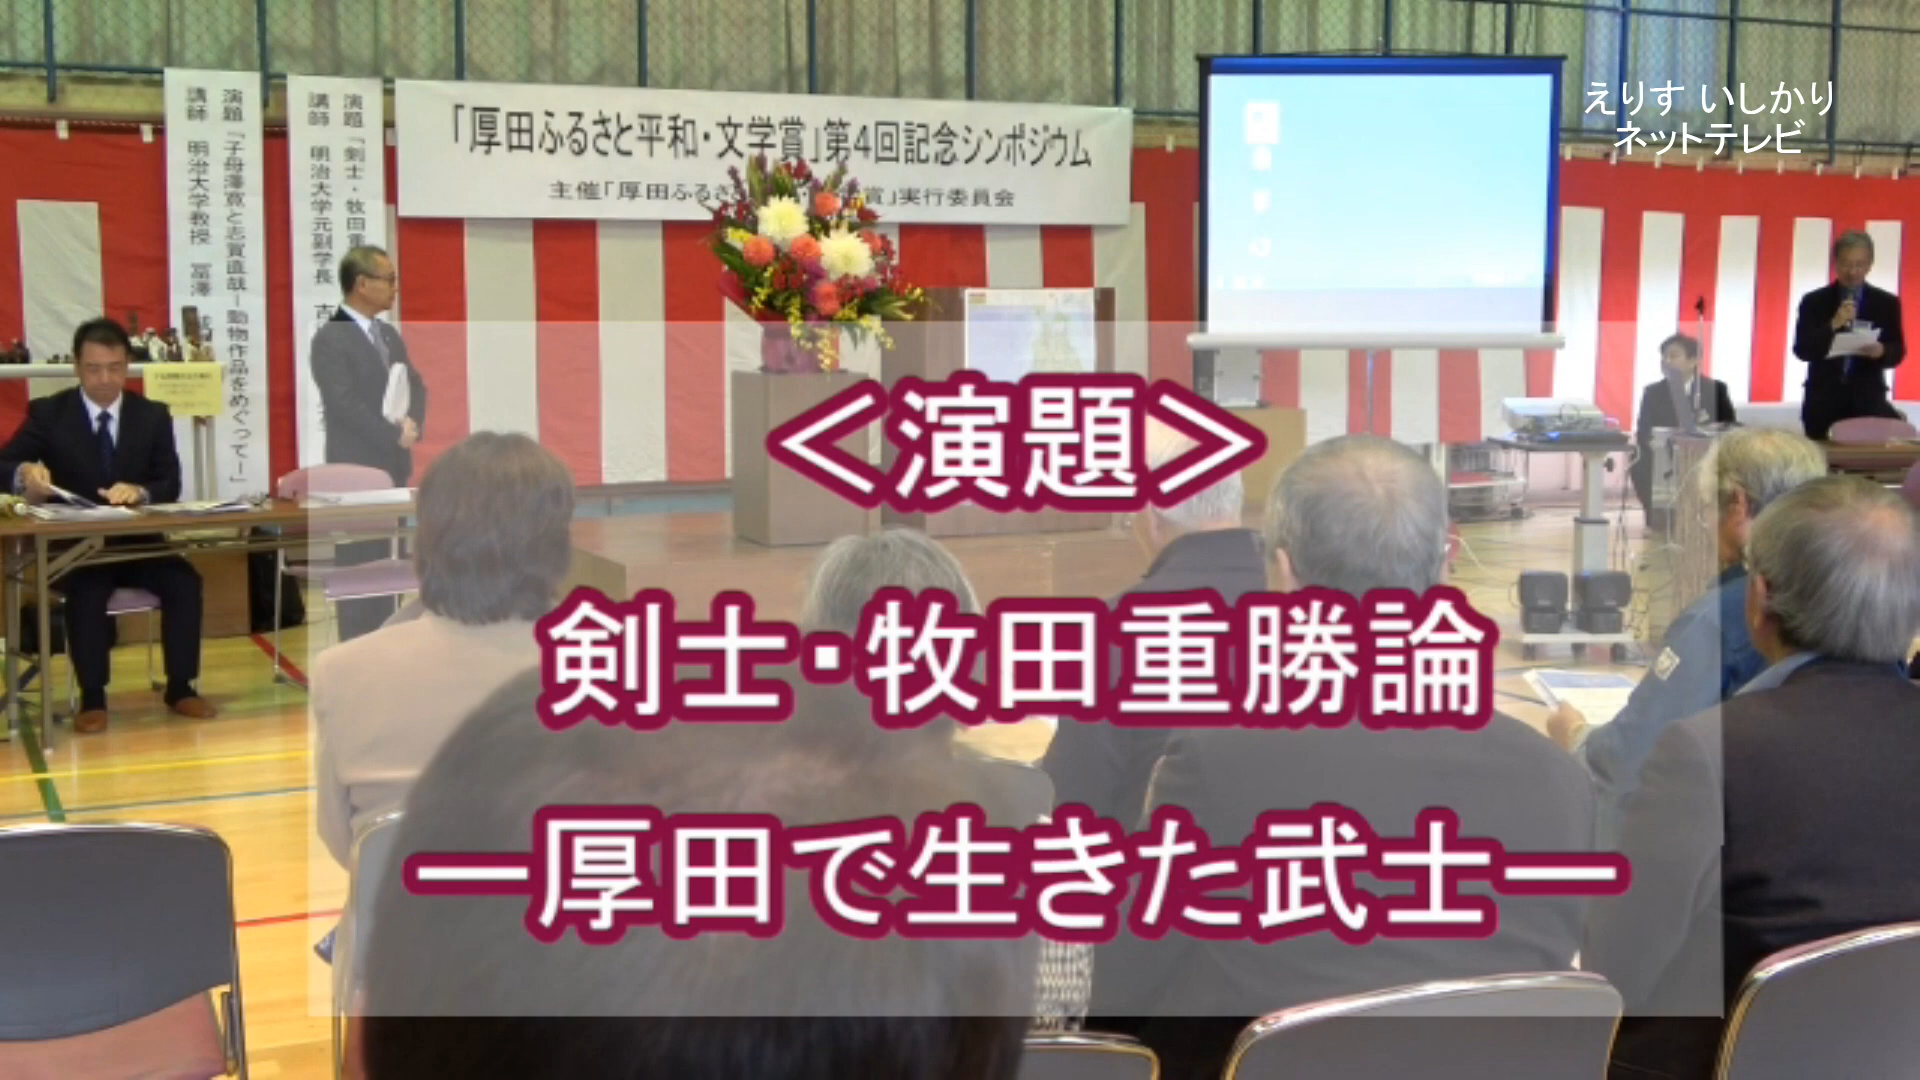 えりす いしかり
ネットテレビ
「厚田ふるさと平和・文学賞」第4回記念シンポジウム
主催「厚田ふるさ
賞」実行委員会
演題「剣士・牧田重
講師 明治大学元副学長
演題「子母澤寛と志賀直哉ー動物作品をめぐってー」
講師 明治大学教授 冨澤
＜演題＞
剣士・牧田重勝論
―厚田で生きた武士―